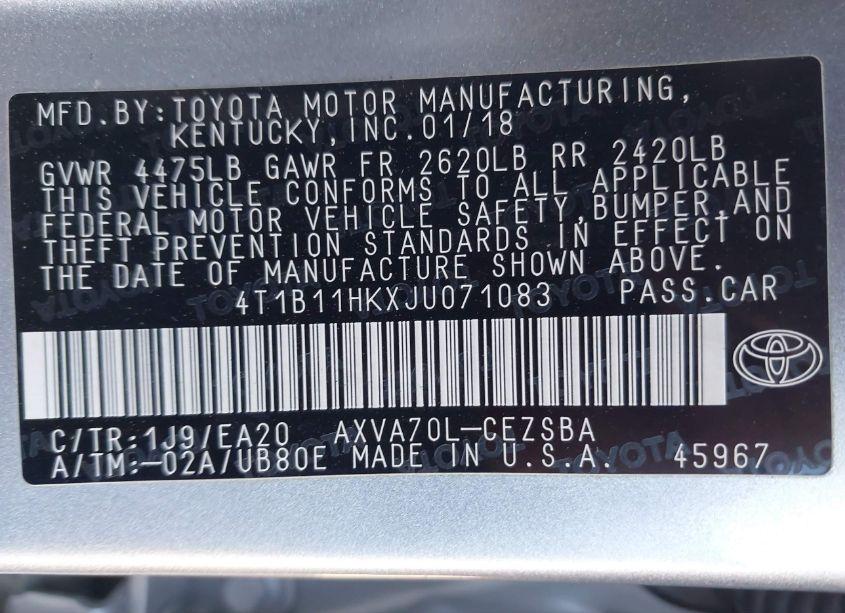 MFD.BY:TOYOTA MOTOR MANUFACTURING,
KENTUCKY,INC.01/18
GVWR 4475LB GAWR FR 2620LB RR 2420LB
THIS VEHICLE CONFORMS TO ALL APPLICABLE
FEDERAL MOTOR VEHICLE SAFETY,BUMPER,AND
THEFT PREVENTION STANDARDS IN EFFECT ON
THE DATE OF MANUFACTURE SHOWN ABOVE.
4T1B11HKXJU071083 PASS.CAR
C/TR:1J9/EA20 AXVA70L-CEZSBA
A/TM:-02A/UB80E MADE IN U.S.A. 45967